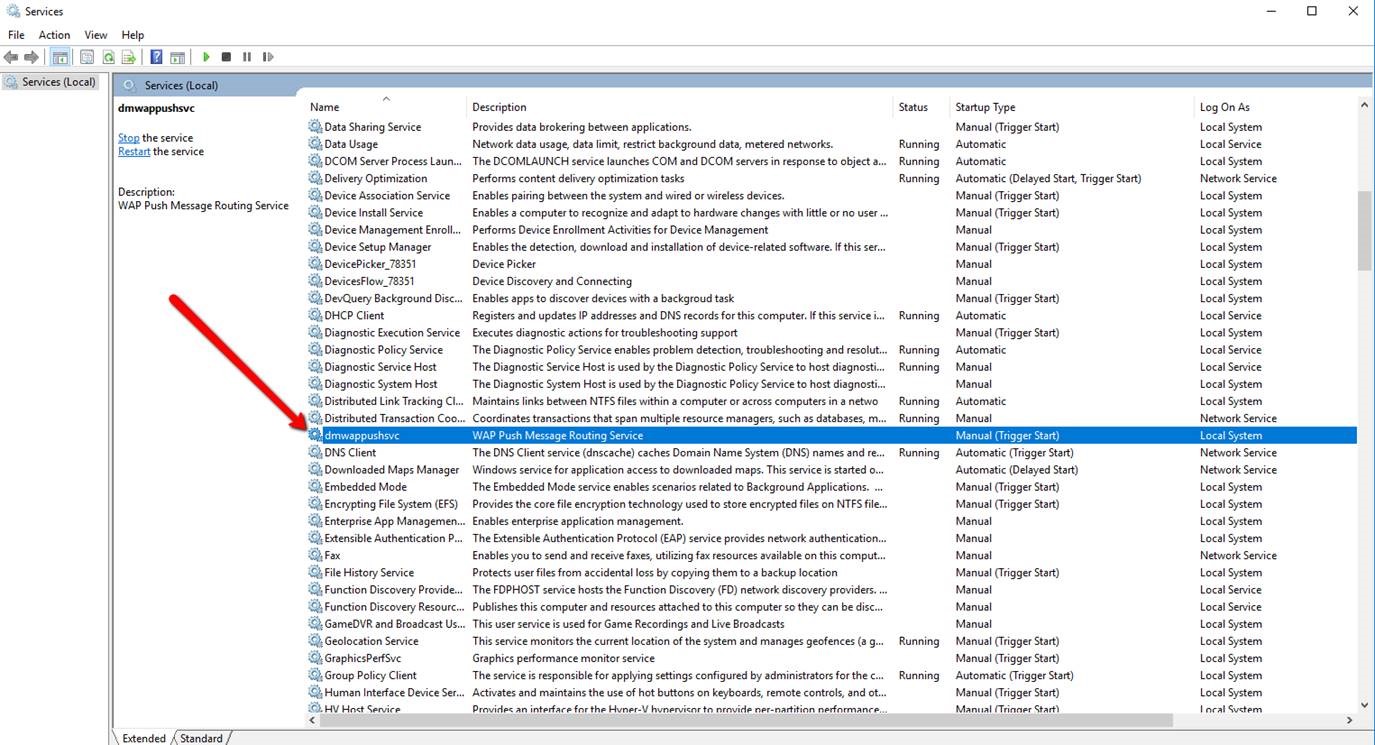 Services
File Action View Help
Services (Local)
Services (Local)
dmwappushsvc
Stop the service
Restart the service
Description:
WAP Push Message Routing Service
Name Description Status Startup Type Log On As
Data Sharing Service Provides data brokering between applications. Manual (Trigger Start) Local System
Data Usage Network data usage, data limit, restrict background data, metered networks. Running Automatic Local Service
DCOM Server Process Laun... The DCOMLAUNCH service launches COM and DCOM servers in response to object a... Running Automatic Local System
Delivery Optimization Performs content delivery optimization tasks Running Automatic (Delayed Start, Trigger Start) Network Service
Device Association Service Enables pairing between the system and wired or wireless devices. Manual (Trigger Start) Local System
Device Install Service Enables a computer to recognize and adapt to hardware changes with little or no user ... Manual (Trigger Start) Local System
Device Management Enroll... Performs Device Enrollment Activities for Device Management Manual Local System
Device Setup Manager Enables the detection, download and installation of device-related software. If this ser... Manual (Trigger Start) Local System
DevicePicker_78351 Device Picker Manual Local System
DevicesFlow_78351 Device Discovery and Connecting Manual Local System
DevQuery Background Disc... Enables apps to discover devices with a backgroud task Manual (Trigger Start) Local System
DHCP Client Registers and updates IP addresses and DNS records for this computer. If this service i... Running Automatic Local Service
Diagnostic Execution Service Executes diagnostic actions for troubleshooting support Manual (Trigger Start) Local System
Diagnostic Policy Service The Diagnostic Policy Service enables problem detection, troubleshooting and resolut... Running Automatic Local Service
Diagnostic Service Host The Diagnostic Service Host is used by the Diagnostic Policy Service to host diagnosti... Running Manual Local Service
Diagnostic System Host The Diagnostic System Host is used by the Diagnostic Policy Service to host diagnosti... Manual Local System
Distributed Link Tracking Cl... Maintains links between NTFS files within a computer or across computers in a netwo Running Automatic Local System
Distributed Transaction Coo... Coordinates transactions that span multiple resource managers, such as databases, m... Running Manual Network Service
dmwappushsvc WAP Push Message Routing Service Manual (Trigger Start) Local System
DNS Client The DNS Client service (dnscache) caches Domain Name System (DNS) names and re... Running Automatic (Trigger Start) Network Service
Downloaded Maps Manager Windows service for application access to downloaded maps. This service is started o... Automatic (Delayed Start) Network Service
Embedded Mode The Embedded Mode service enables scenarios related to Background Applications. ... Manual (Trigger Start) Local System
Encrypting File System (EFS) Provides the core file encryption technology used to store encrypted files on NTFS file... Manual (Trigger Start) Local System
Enterprise App Managemen... Enables enterprise application management. Manual Local System
Extensible Authentication P... The Extensible Authentication Protocol (EAP) service provides network authentication... Manual Local System
Fax Enables you to send and receive faxes, utilizing fax resources available on this comput... Manual Network Service
File History Service Protects user files from accidental loss by copying them to a backup location Manual (Trigger Start) Local System
Function Discovery Provide... The FDPHOST service hosts the Function Discovery (FD) network discovery providers. ... Manual Local Service
Function Discovery Resourc... Publishes this computer and resources attached to this computer so they can be disc... Manual Local Service
GameDVR and Broadcast Us... This user service is used for Game Recordings and Live Broadcasts Manual Local System
Geolocation Service This service monitors the current location of the system and manages geofences (a g... Running Manual (Trigger Start) Local System
GraphicsPerfSvc Graphics performance monitor service Manual (Trigger Start) Local System
Group Policy Client The service is responsible for applying settings configured by administrators for the c... Running Automatic (Trigger Start) Local System
Human Interface Device Ser... Activates and maintains the use of hot buttons on keyboards, remote controls, and ot... Manual (Trigger Start) Local System
HV Host Service Provides an interface for the Hyper-V hypervisor to provide per-partition performance... Manual (Trigger Start) Local System
Extended Standard